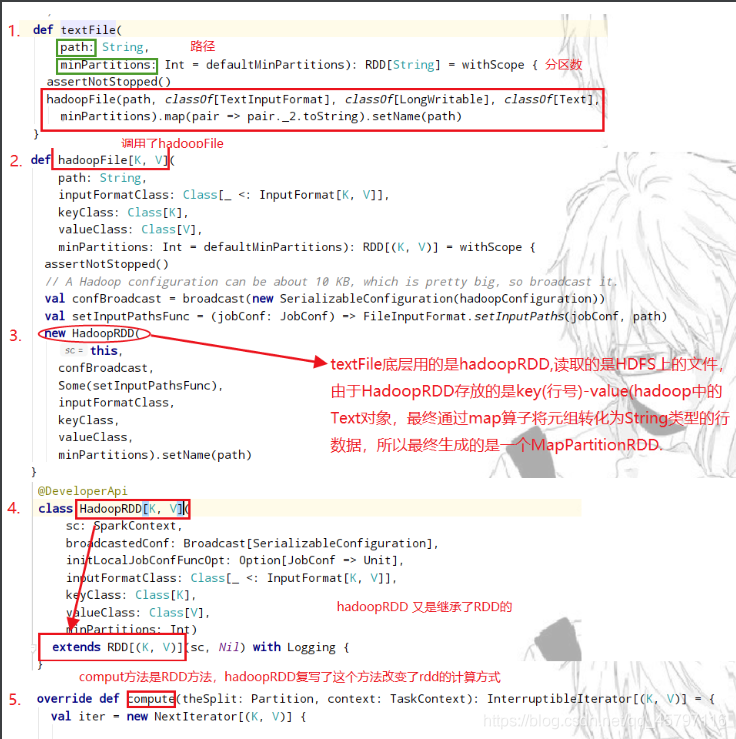 1. def textFile(
path: String, 路径
minPartitions: Int = defaultMinPartitions): RDD[String] = withScope { 分区数
assertNotStopped()
hadoopFile(path, classOf[TextInputFormat], classOf[LongWritable], classOf[Text],
minPartitions).map(pair => pair._2.toString).setName(path)
}
调用了hadoopFile
2. def hadoopFile[K, V](
path: String,
inputFormatClass: Class[_ <: InputFormat[K, V]],
keyClass: Class[K],
valueClass: Class[V],
minPartitions: Int = defaultMinPartitions): RDD[(K, V)] = withScope {
assertNotStopped()
// A Hadoop configuration can be about 10 KB, which is pretty big, so broadcast it.
val confBroadcast = broadcast(new SerializableConfiguration(hadoopConfiguration))
val setInputPathsFunc = (jobConf: JobConf) => FileInputFormat.setInputPaths(jobConf, path)
3. new HadoopRDD(
sc = this,
confBroadcast,
Some(setInputPathsFunc),
inputFormatClass,
keyClass,
valueClass,
minPartitions).setName(path)
}
textFile底层用的是hadoopRDD,读取的是HDFS上的文件，
由于HadoopRDD存放的是key(行号)-value(hadoop中的
Text对象，最终通过map算子将元组转化为String类型的行
数据，所以最终生成的是一个MapPartitionRDD.
@DeveloperApi
4. class HadoopRDD[K, V](
sc: SparkContext,
broadcastedConf: Broadcast[SerializableConfiguration],
initLocalJobConfFuncOpt: Option[JobConf => Unit],
inputFormatClass: Class[_ <: InputFormat[K, V]],
keyClass: Class[K],
valueClass: Class[V],
minPartitions: Int)
hadoopRDD 又是继承了RDD的
extends RDD[(K, V)](sc, Nil) with Logging {
}
comput方法是RDD方法，hadoopRDD复写了这个方法改变了rdd的计算方式
5. override def compute(theSplit: Partition, context: TaskContext): InterruptibleIterator[(K, V)] = {
val iter = new NextIterator[(K, V)] {